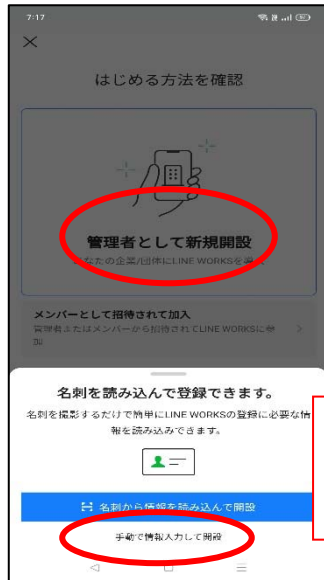 7:17
はじめる方法を確認
管理者として新規開設
あなたの企業/団体にLINE WORKSを導入
メンバーとして招待されて加入
管理者またはメンバーから招待されてLINE WORKSに参加
名刺を読み込んで登録できます。
名刺を撮影するだけで簡単にLINE WORKSの登録に必要な情
報を読み込みできます。
名刺から情報を読み込んで開設
手動で情報入力して開設